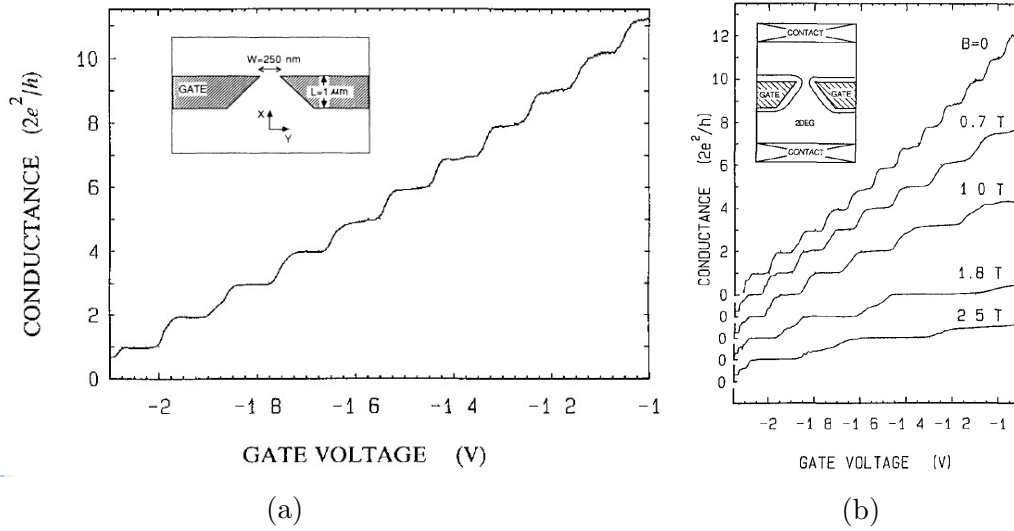 CONDUCTANCE (2e²/h)
10
8
6
4
2
0
W=250 nm
GATE
L=1 μm
X
Y
-2 -1 8 -1 6 -1 4 -1 2 -1
GATE VOLTAGE (V)
(a)
CONDUCTANCE (2e²/h)
12
10
8
6
4
2
0
0
0
0
0
CONTACT
GATE
GATE
2DEG
CONTACT
B=0
0.7 T
1 0 T
1.8 T
2 5 T
-2 -1 8 -1 6 -1 4 -1 2 -1
GATE VOLTAGE (V)
(b)